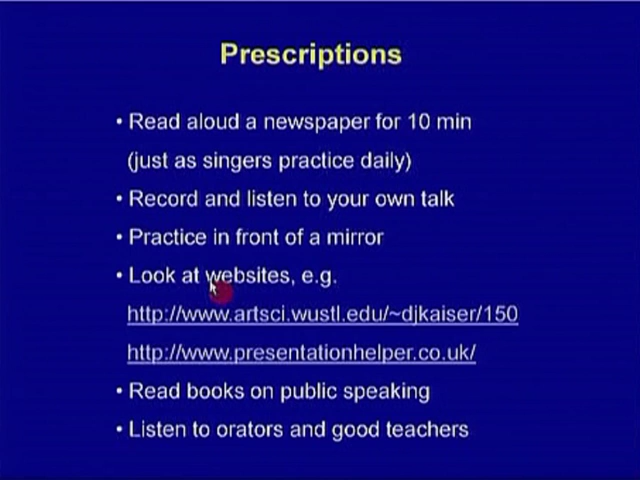 Prescriptions
• Read aloud a newspaper for 10 min
(just as singers practice daily)
• Record and listen to your own talk
• Practice in front of a mirror
• Look at websites, e.g.
http://www.artsci.wustl.edu/~djkaiser/150
http://www.presentationhelper.co.uk/
• Read books on public speaking
• Listen to orators and good teachers